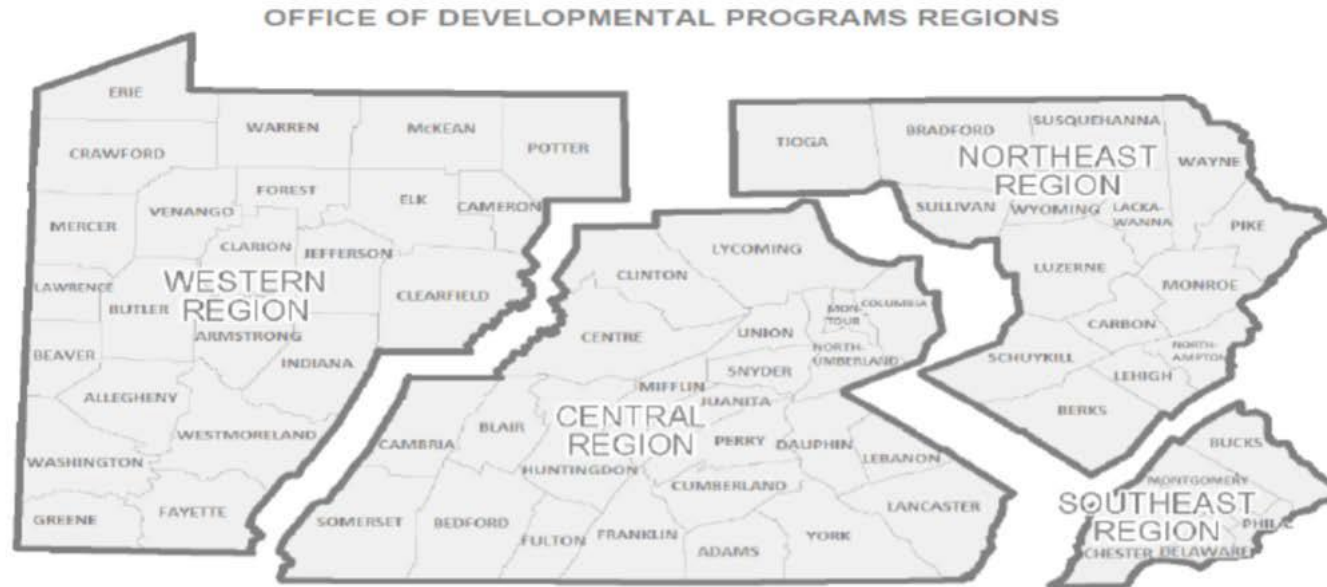 OFFICE OF DEVELOPMENTAL PROGRAMS REGIONS
ERIE
WARREN
McKEAN
POTTER
CRAWFORD
FOREST
ELK
CAMERON
MERCER
VENANGO
CLARION
JEFFERSON
WESTERN
REGION
CLEARFIELD
LAWRENCE
BUTLER
ARMSTRONG
BEAVER
INDIANA
ALLEGHENY
WESTMORELAND
WASHINGTON
GREENE
FAYETTE
LYCOMING
CLINTON
CENTRE
UNION
MON-
TOUR
COLUMBIA
NORTH-
UMBERLAND
SNYDER
MIFFLIN
JUANITA
CENTRAL
REGION
CAMBRIA
BLAIR
PERRY
DAUPHIN
LEBANON
HUNTINGDON
CUMBERLAND
LANCASTER
SOMERSET
BEDFORD
FULTON
FRANKLIN
ADAMS
YORK
TIOGA
BRADFORD
SUSQUEHANNA
WAYNE
NORTHEAST
REGION
SULLIVAN
WYOMING
LACKA-
WANNA
PIKE
LUZERNE
MONROE
CARBON
SCHUYKILL
NORTH-
AMPTON
LEHIGH
BERKS
BUCKS
MONTGOMERY
SOUTHEAST
REGION
PHILA
CHESTER
DELAWARE